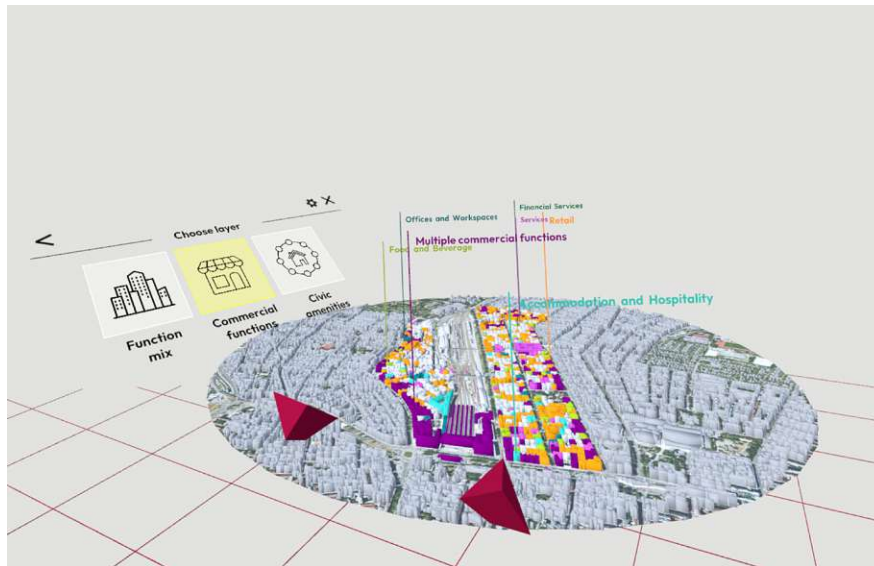 <
Choose layer
Function
mix
Commercial
functions
Civic
amenities
Offices and Workspaces
Multiple commercial functions
Food and Beverage
Financial Services
Services
Retail
Accommodation and Hospitality